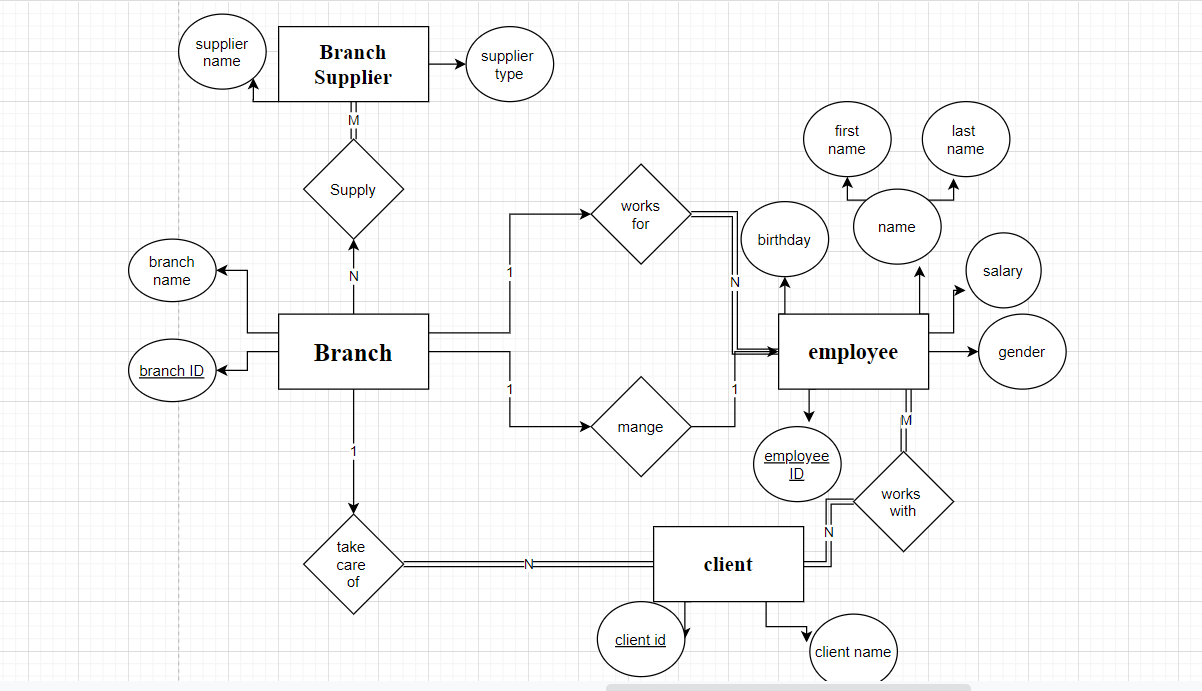 supplier
name
Branch
Supplier
supplier
type
M
Supply
N
branch
name
branch ID
Branch
1
works
for
N
1
mange
1
birthday
first
name
last
name
name
salary
gender
employee
employee
ID
M
works
with
N
1
take
care
of
N
client
client id
client name